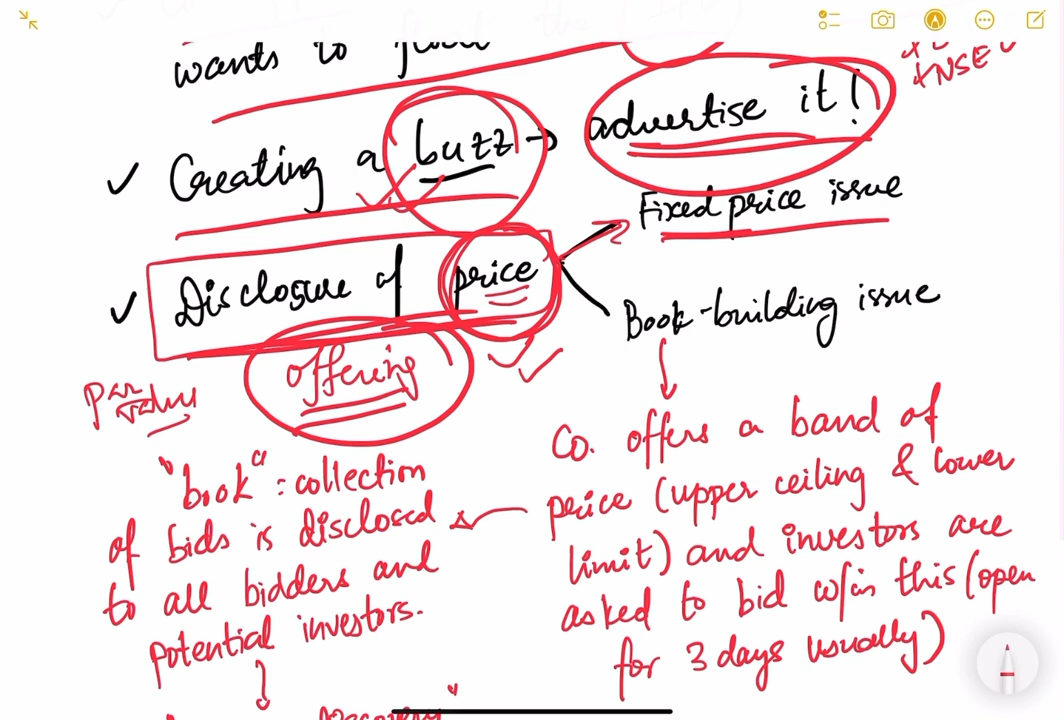 wants to
+NSE
✓ Creating a buzz → advertise it!
Fixed price issue
✓ Disclosure of price
Book-building issue
offering
Par value
Co. offers a band of
price (upper ceiling & lower
limit) and investors are
asked to bid w/in this (open
for 3 days usually)
"book" : collection
of bids is disclosed
to all bidders and
potential investors.